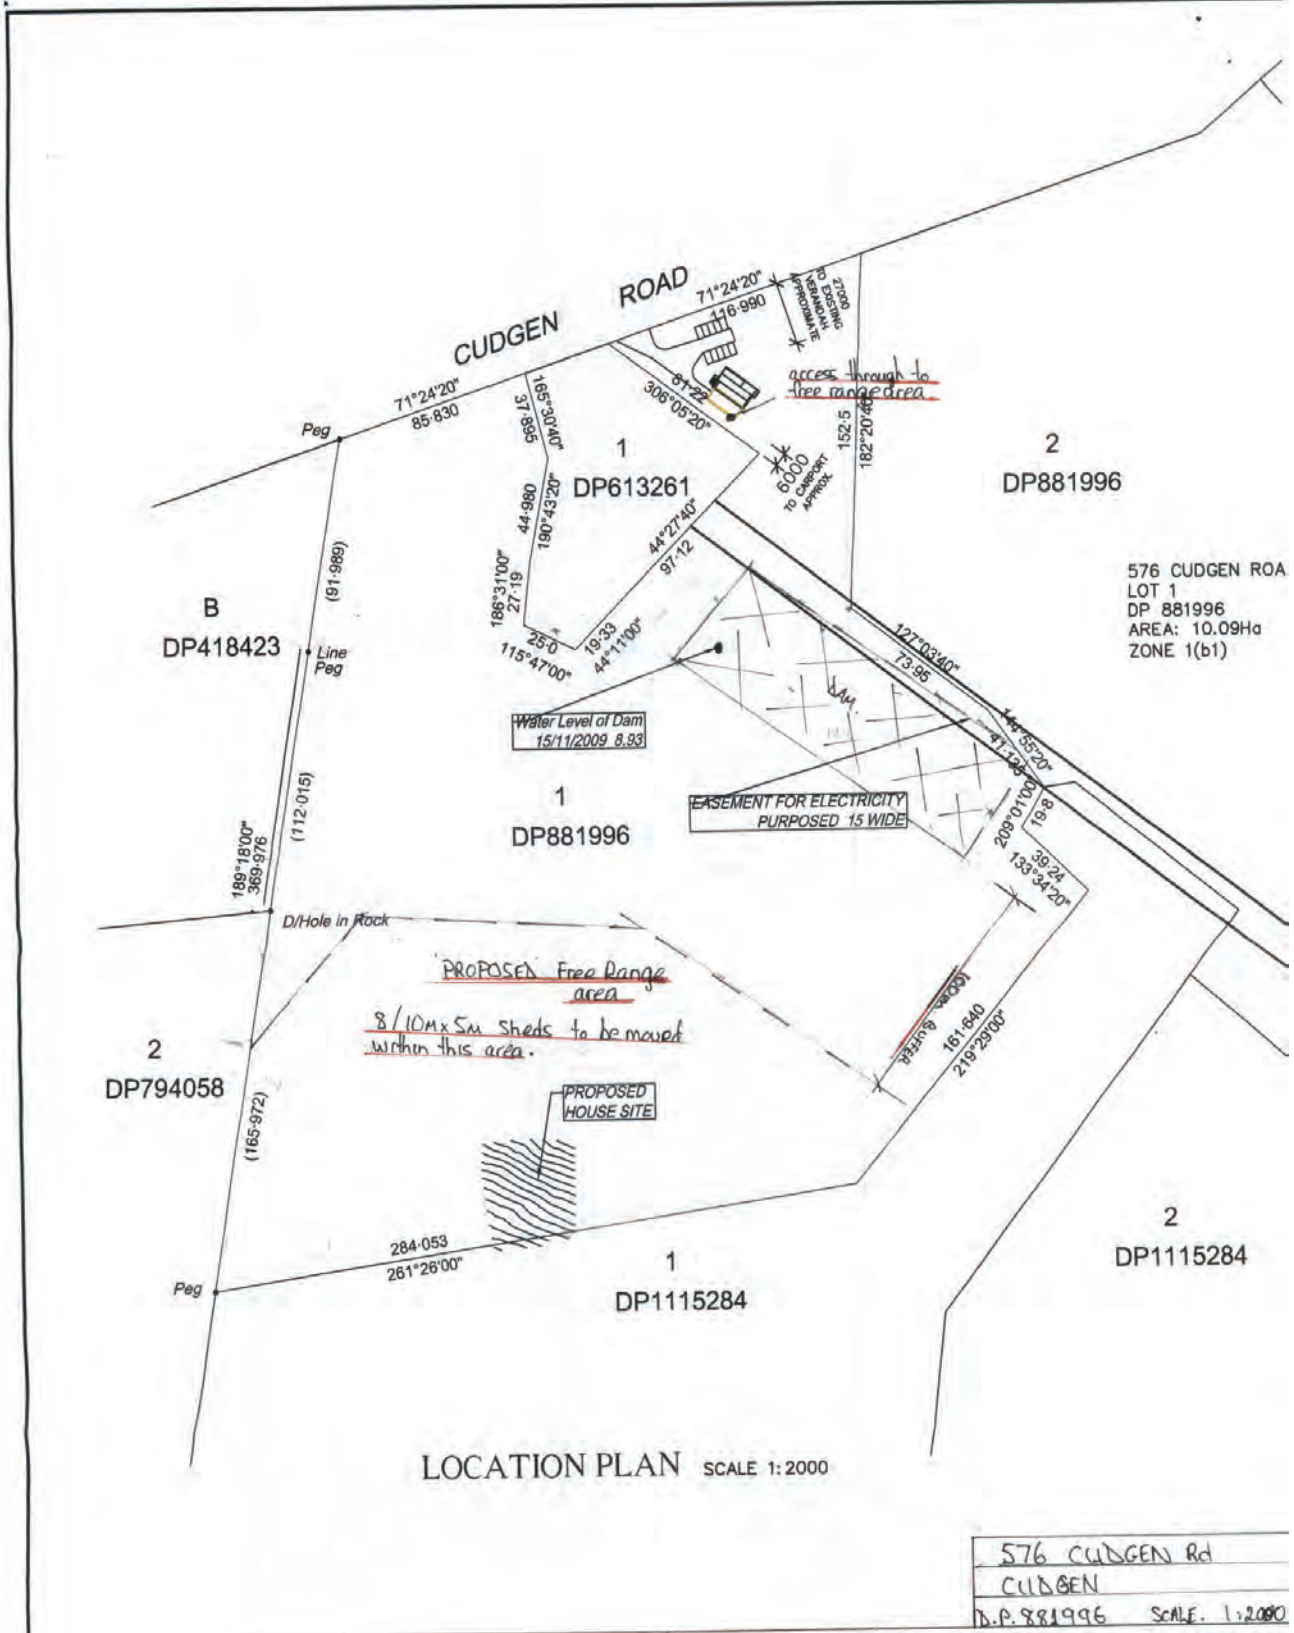 CUDGEN ROAD
71°24'20"
116·990
27000
TO EXISTING
VERANDAH
APPROXIMATE
access through to
free range area.
71°24'20"
85·830
Peg
165°30'40"
37·895
81·22
306°05'20"
152·5
182°20'40"
1
DP613261
2
DP881996
6000
TO CARPORT
APPROX.
44·980
190°43'20"
44°27'40"
97·12
(91·989)
186°31'00"
27·19
576 CUDGEN ROA
LOT 1
DP 881996
AREA: 10.09Ha
ZONE 1(b1)
B
DP418423
Line
Peg
25·0
115°47'00"
19·33
44°11'00"
127°03'40"
73·95
DAM.
Water Level of Dam
15/11/2009 8.93
144°55'20"
41·135
EASEMENT FOR ELECTRICITY
PURPOSED 15 WIDE
1
DP881996
(112·015)
189°18'00"
369·976
209°01'00"
19·8
39·24
133°34'20"
D/Hole in Rock
PROPOSED Free Range
area
8/10M x 5M Sheds to be moved
within this area.
BUFFER
161·640
219°29'00"
2
DP794058
(165·972)
PROPOSED
HOUSE SITE
284·053
261°26'00"
Peg
1
DP1115284
2
DP1115284
LOCATION PLAN SCALE 1:2000
576 CUDGEN Rd
CUDGEN
D.P. 881996 SCALE. 1:2000